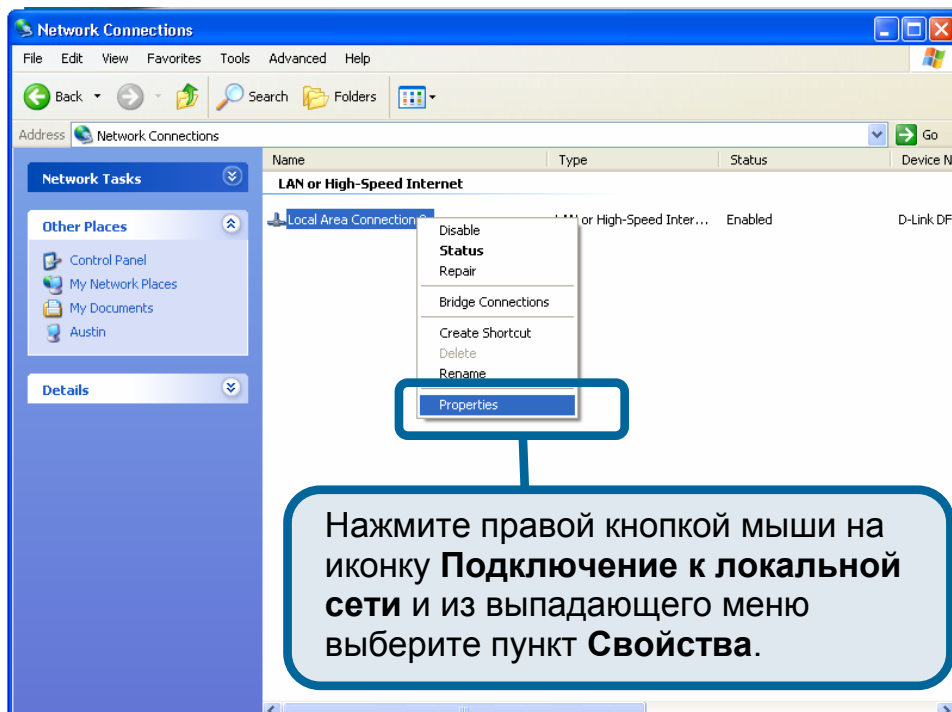 Network Connections
File Edit View Favorites Tools Advanced Help
Back Search Folders
Address Network Connections Go
Name Type Status Device N
Network Tasks
LAN or High-Speed Internet
Other Places
Local Area Connection or High-Speed Inter... Enabled D-Link DF
Control Panel
My Network Places
My Documents
Austin
Details
Disable
Status
Repair
Bridge Connections
Create Shortcut
Delete
Rename
Properties
Нажмите правой кнопкой мыши на
иконку Подключение к локальной
сети и из выпадающего меню
выберите пункт Свойства.